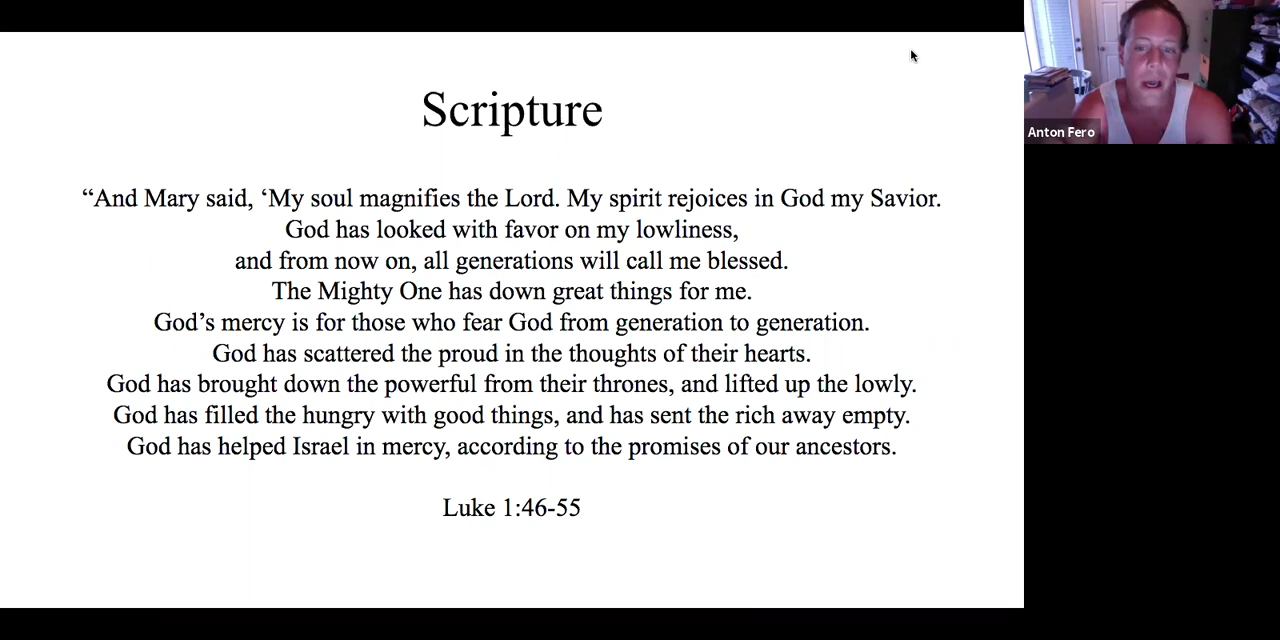 Scripture
“And Mary said, ‘My soul magnifies the Lord. My spirit rejoices in God my Savior.
God has looked with favor on my lowliness,
and from now on, all generations will call me blessed.
The Mighty One has down great things for me.
God’s mercy is for those who fear God from generation to generation.
God has scattered the proud in the thoughts of their hearts.
God has brought down the powerful from their thrones, and lifted up the lowly.
God has filled the hungry with good things, and has sent the rich away empty.
God has helped Israel in mercy, according to the promises of our ancestors.
Luke 1:46-55
Anton Fero